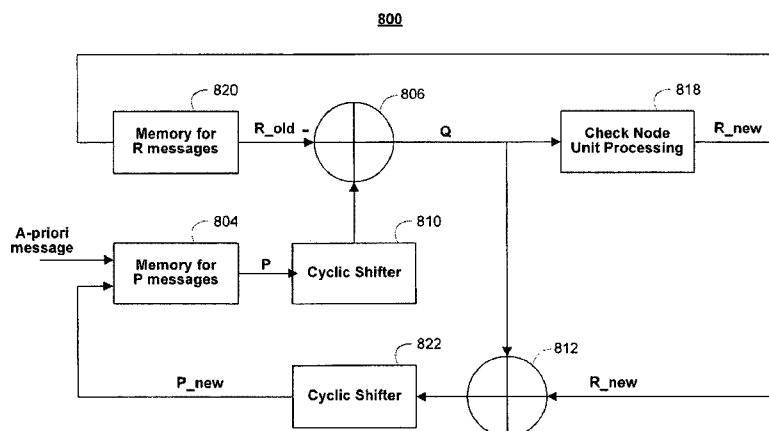 800
820
806
818
Memory for
R messages
R_old -
Q
Check Node
Unit Processing
R_new
A-priori
message
804
810
Memory for
P messages
P
Cyclic Shifter
822
812
P_new
Cyclic Shifter
R_new